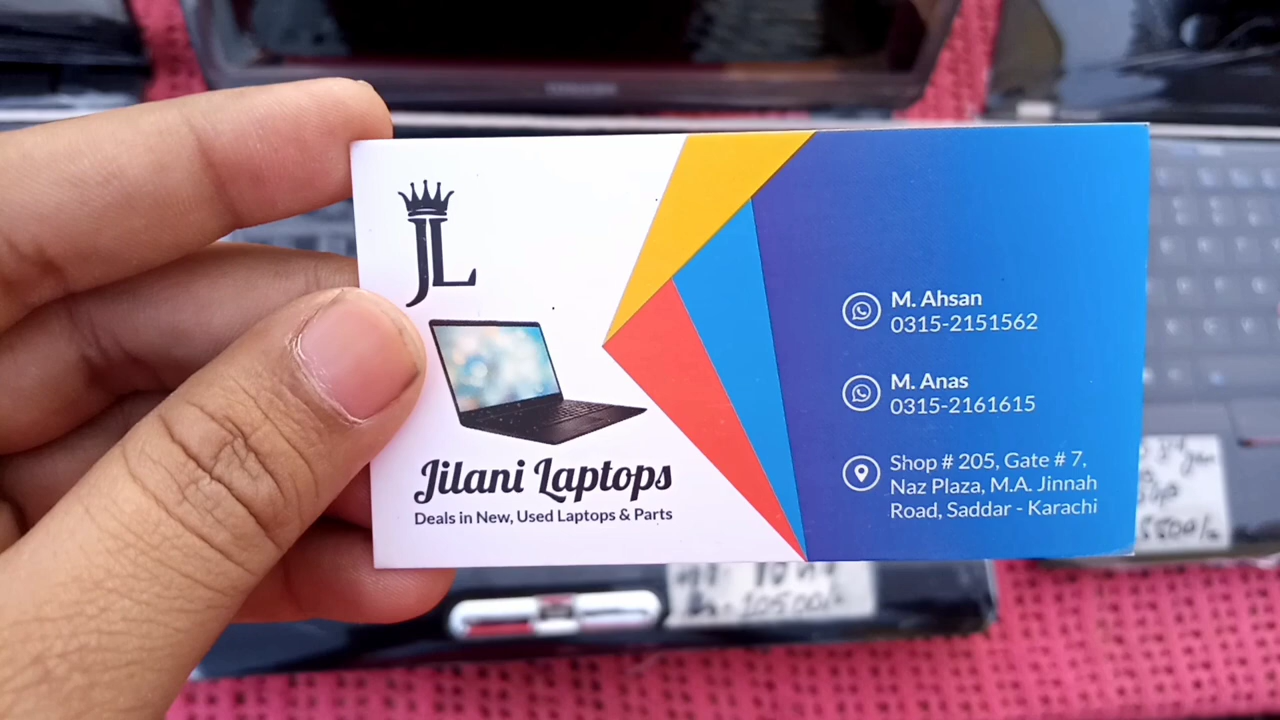 JL
Jilani Laptops
Deals in New, Used Laptops & Parts
M. Ahsan
0315-2151562
M. Anas
0315-2161615
Shop # 205, Gate # 7,
Naz Plaza, M.A. Jinnah
Road, Saddar - Karachi